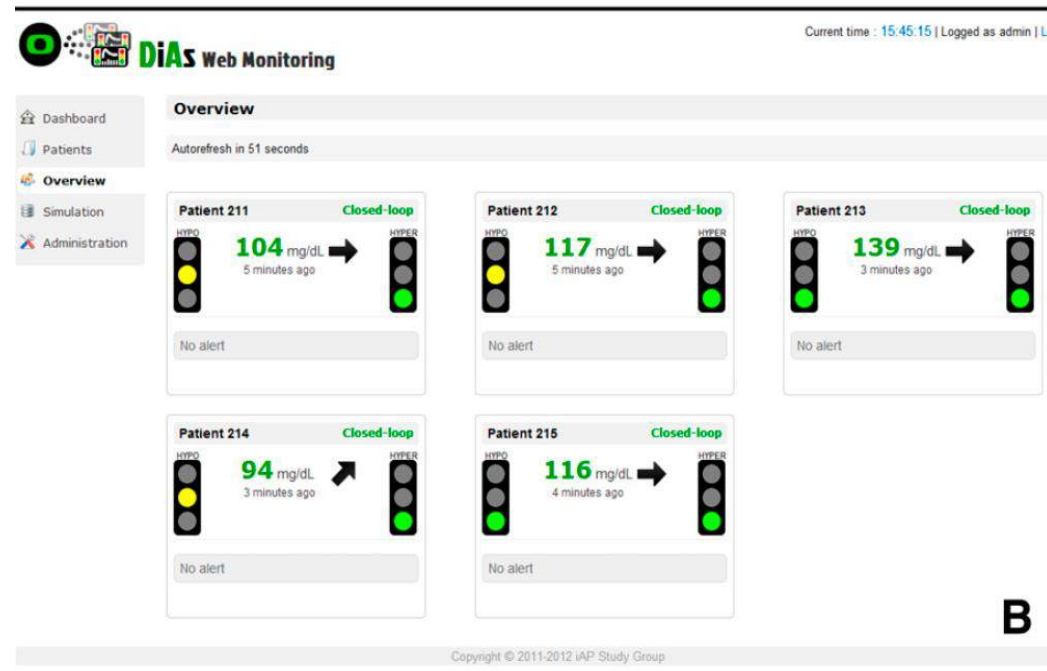 Current time : 15:45:15 | Logged as admin | L
DiAs Web Monitoring
Dashboard
Patients
Overview
Simulation
Administration
Overview
Autorefresh in 51 seconds
Patient 211 Closed-loop
HYPO 104 mg/dL HYPER
5 minutes ago
No alert
Patient 212 Closed-loop
HYPO 117 mg/dL HYPER
5 minutes ago
No alert
Patient 213 Closed-loop
HYPO 139 mg/dL HYPER
3 minutes ago
No alert
Patient 214 Closed-loop
HYPO 94 mg/dL HYPER
3 minutes ago
No alert
Patient 215 Closed-loop
HYPO 116 mg/dL HYPER
4 minutes ago
No alert
B
Copyright © 2011-2012 iAP Study Group